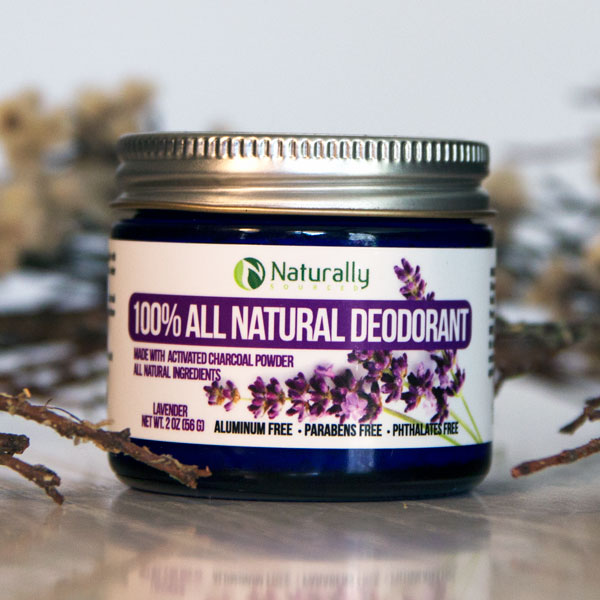 Naturally
SOURCED
100% ALL NATURAL DEODORANT
MADE WITH ACTIVATED CHARCOAL POWDER
ALL NATURAL INGREDIENTS
LAVENDER
NET WT. 2 OZ (56 G)
ALUMINUM FREE • PARABENS FREE • PHTHALATES FREE